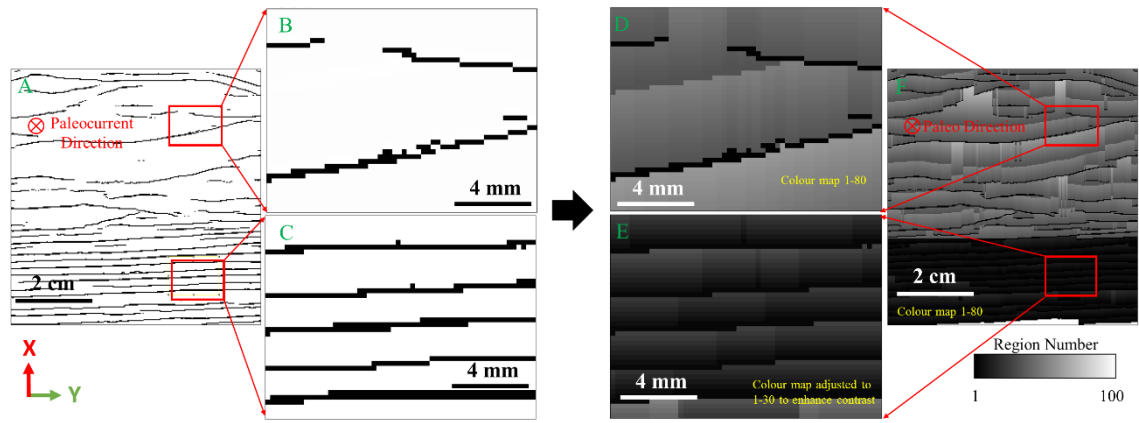 A
Paleocurrent
Direction
2 cm
X
Y
B
4 mm
C
4 mm
D
Colour map 1-80
4 mm
E
Colour map adjusted to
1-30 to enhance contrast
4 mm
F
Paleo Direction
2 cm
Colour map 1-80
Region Number
1
100